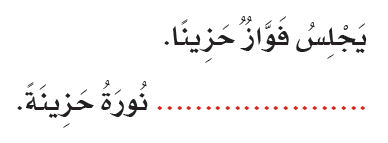 يَجْلِسُ فَوَّازٌ حَزِينًا.
..................... نُورَةُ حَزِينَةً.